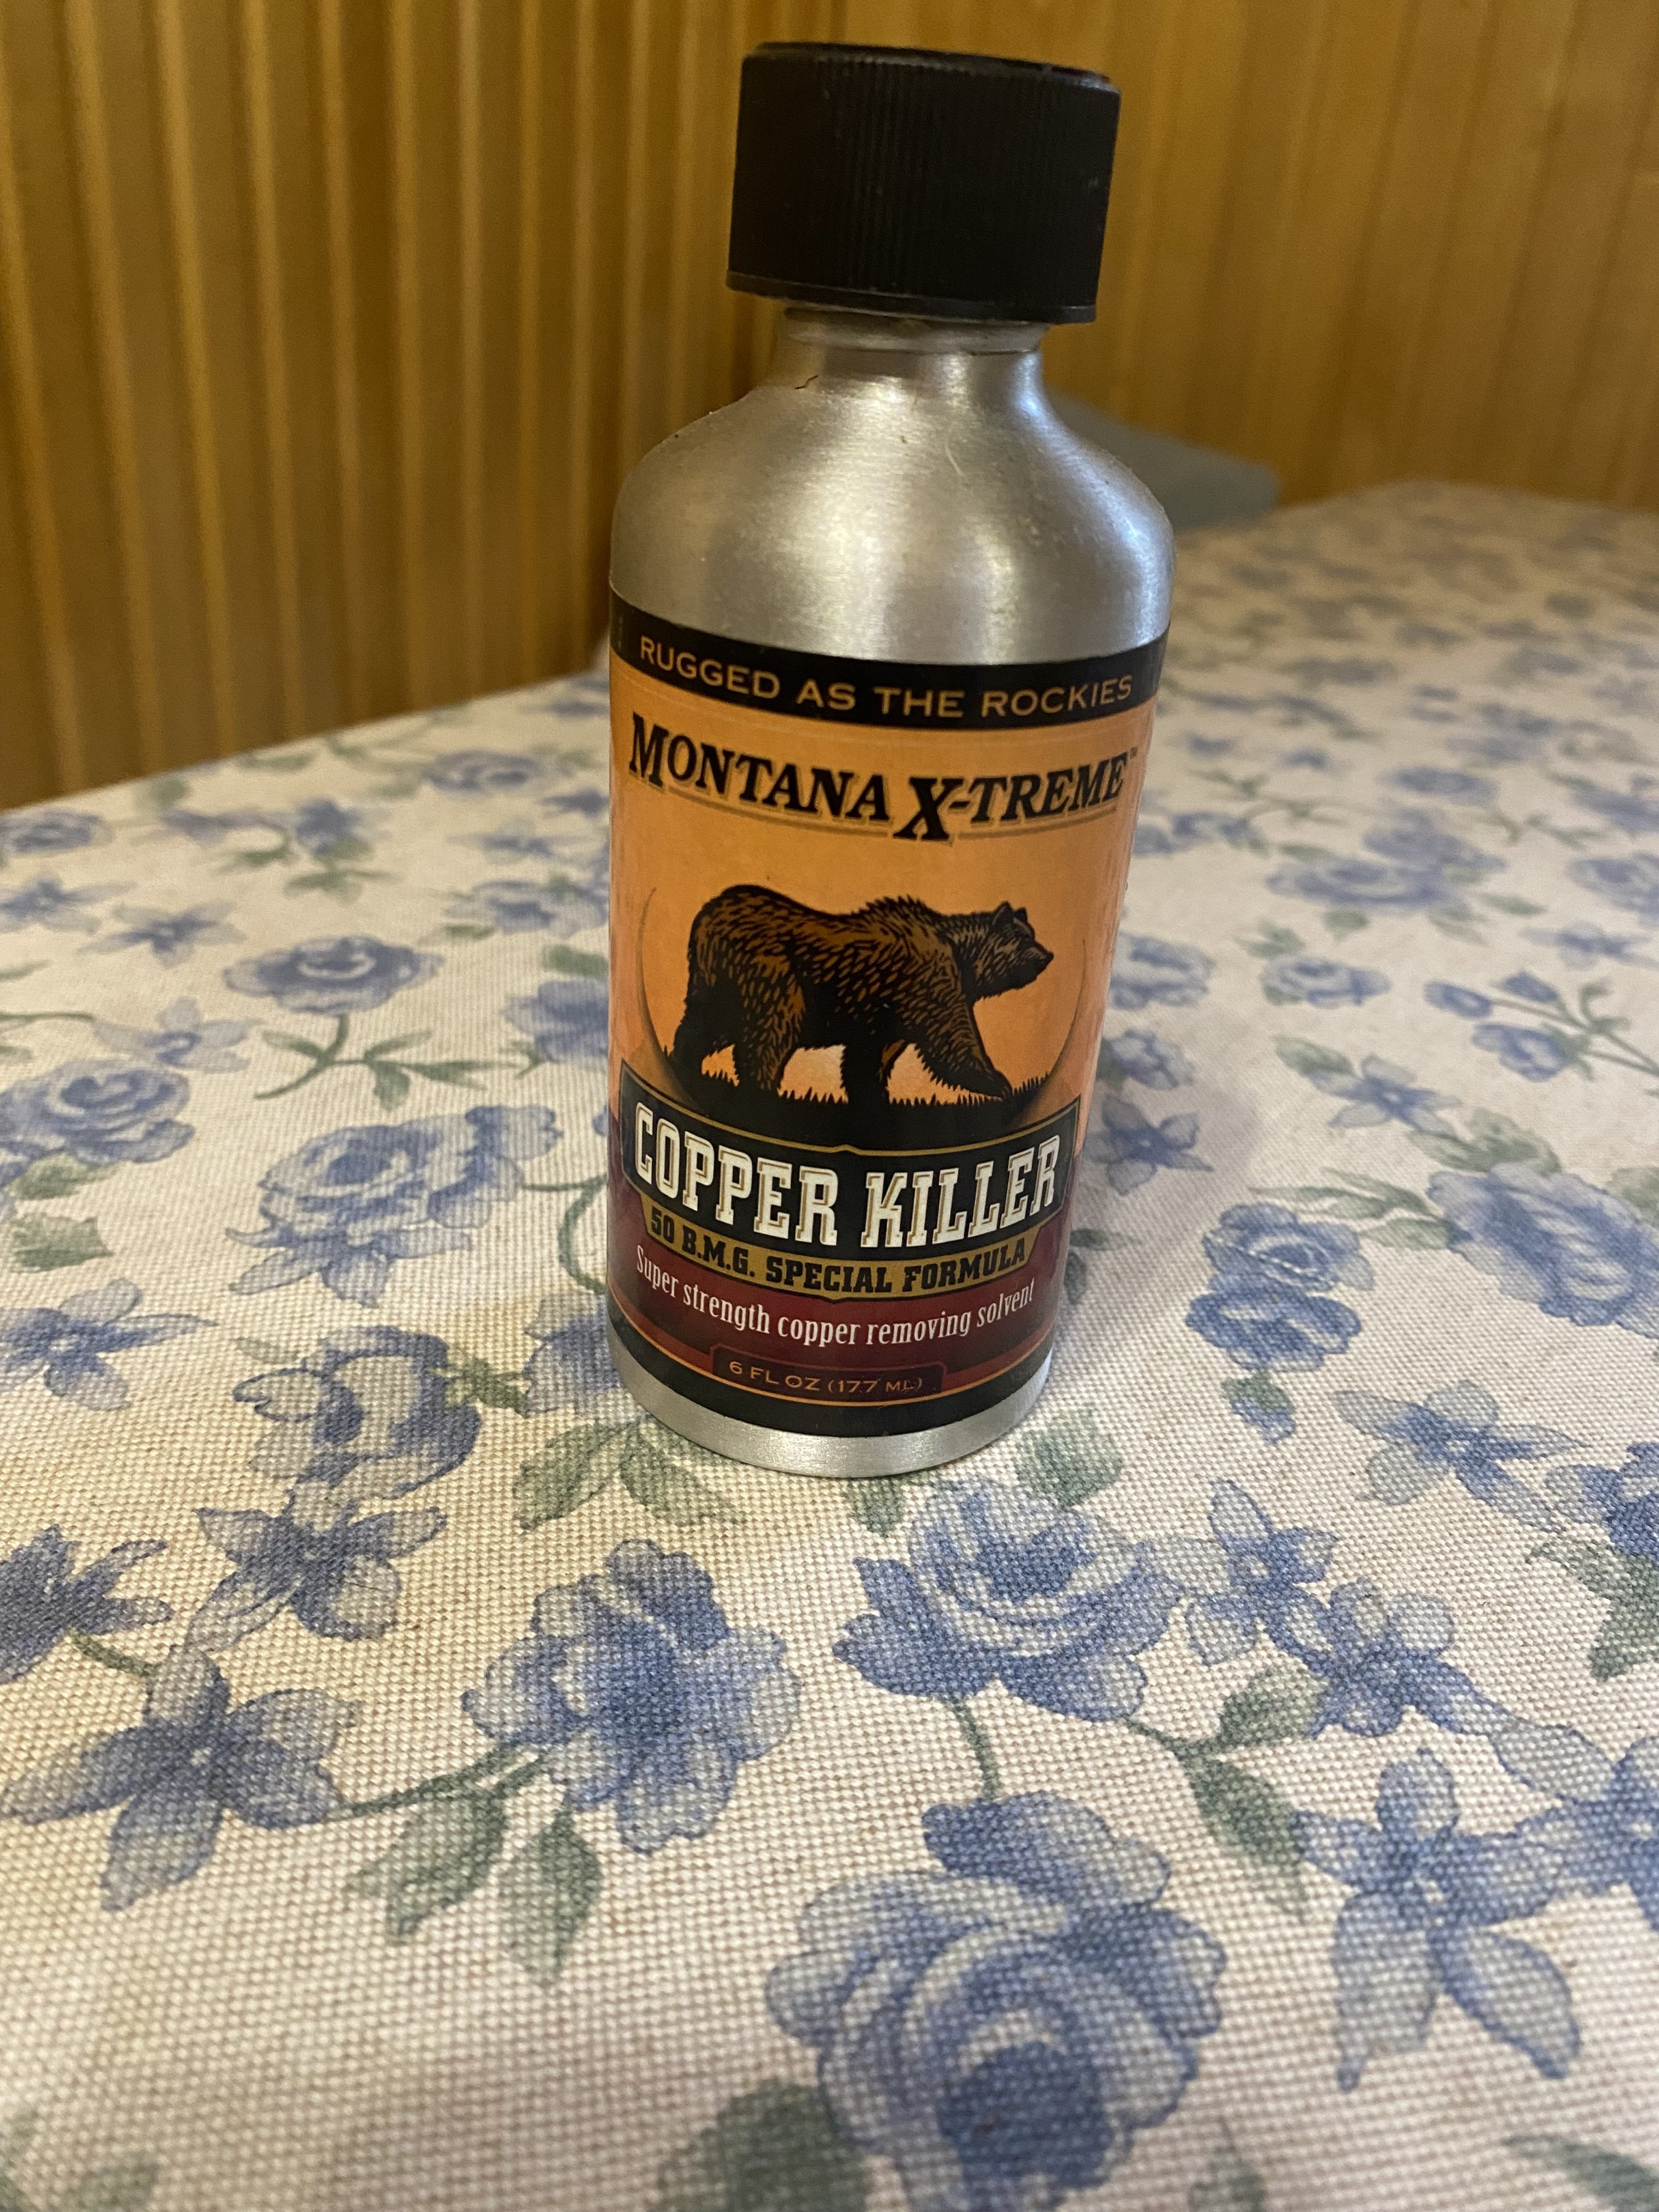 RUGGED AS THE ROCKIES
MONTANA X-TREME™
COPPER KILLER
50 B.M.G. SPECIAL FORMULA
Super strength copper removing solvent
6 FL OZ (177 ML)